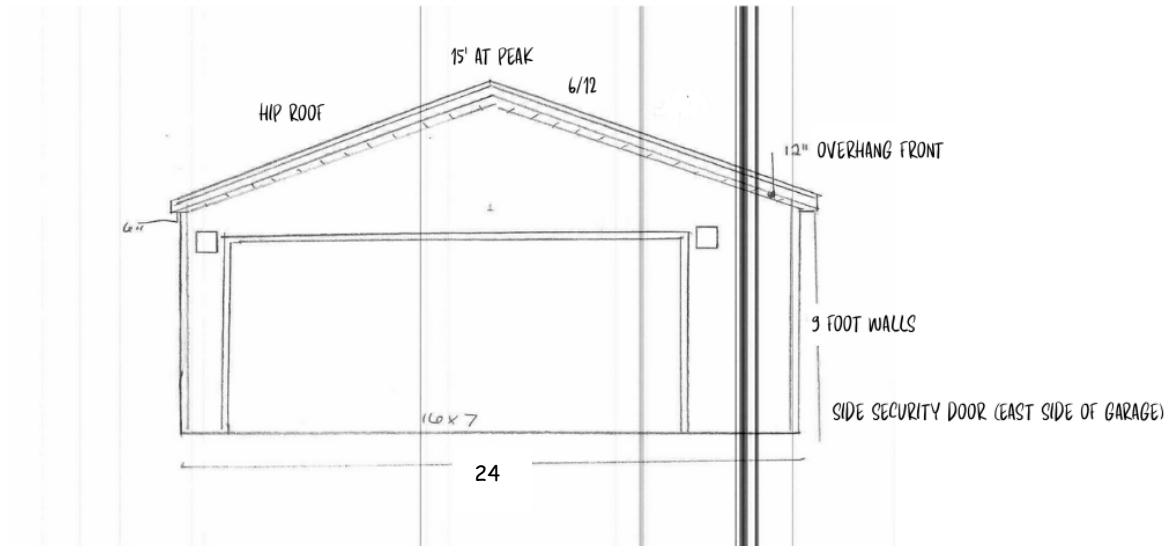 15' AT PEAK
6/12
HIP ROOF
12" OVERHANG FRONT
6"
9 FOOT WALLS
16x7
SIDE SECURITY DOOR (EAST SIDE OF GARAGE)
24